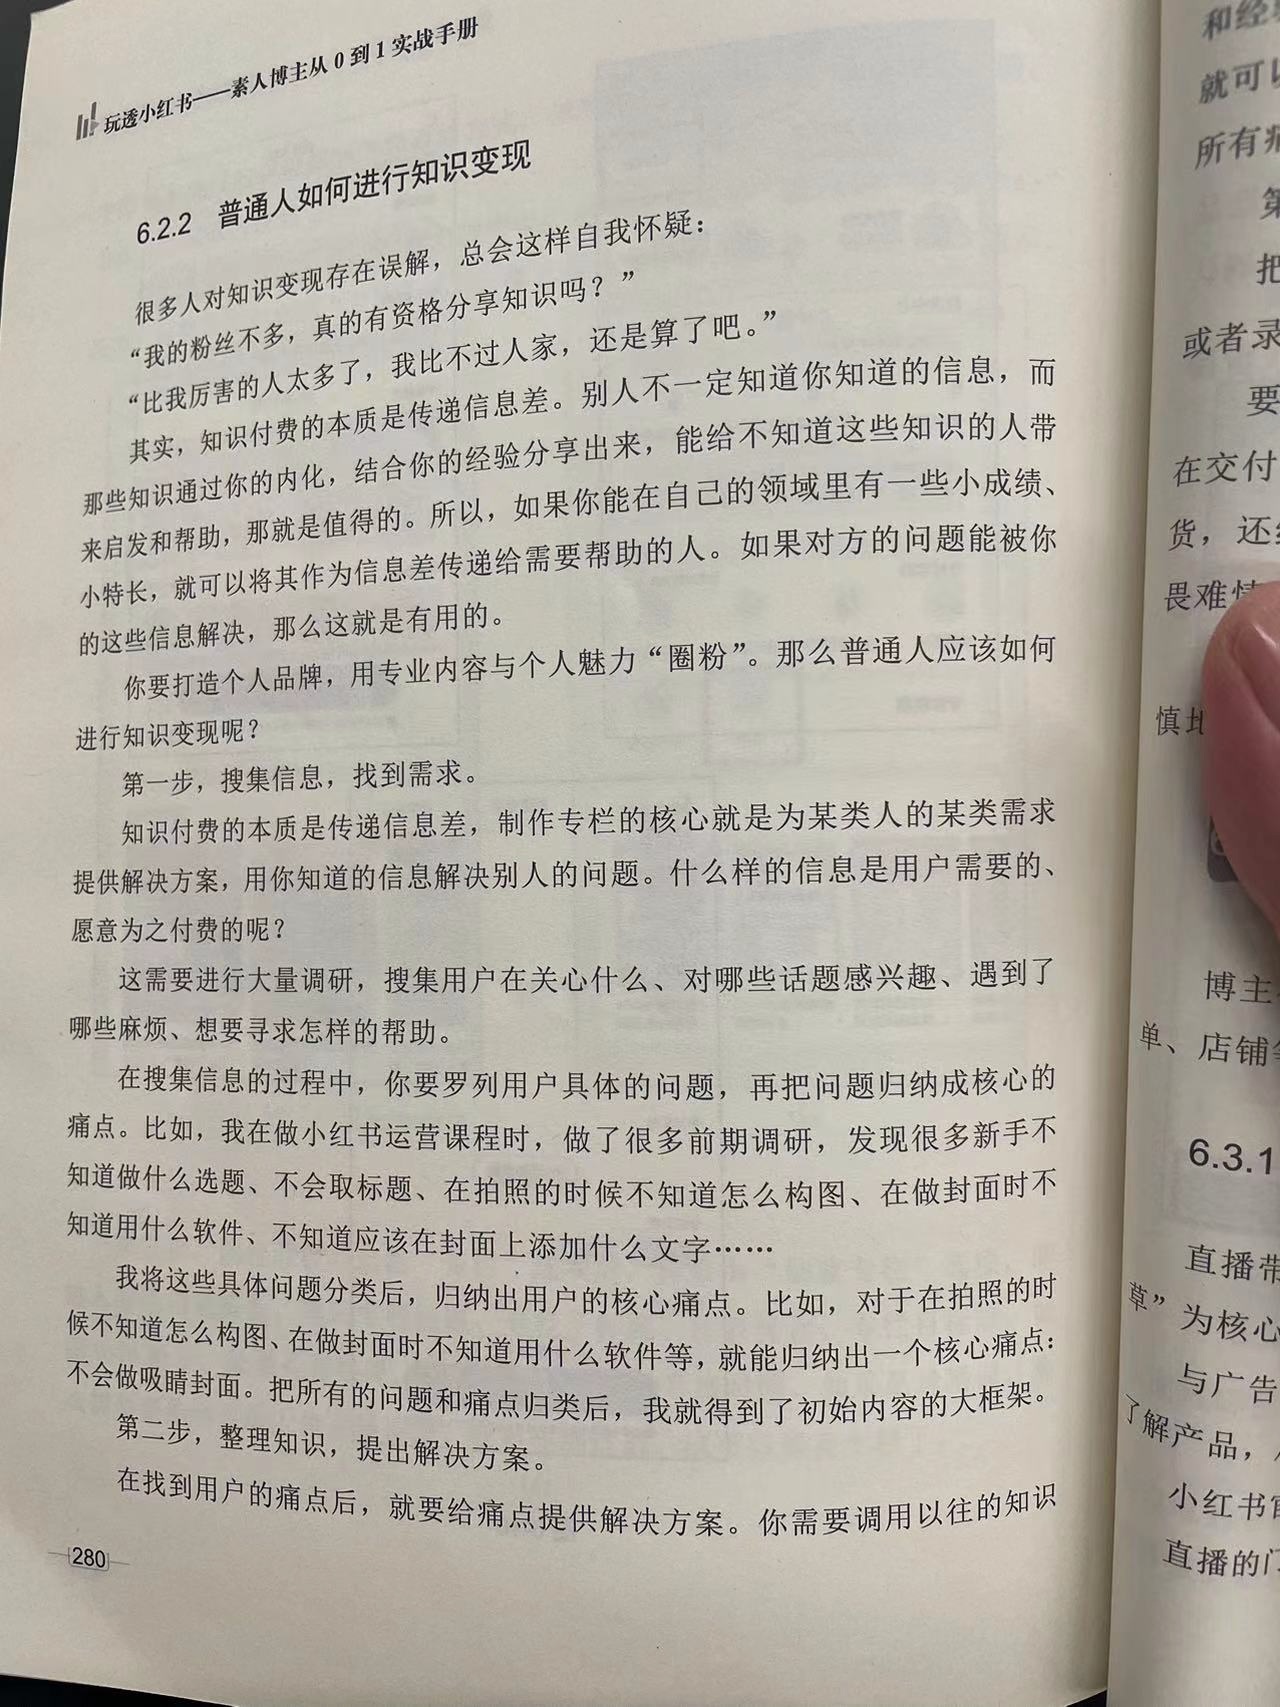 玩透小红书——素人博主从0到1实战手册
6.2.2 普通人如何进行知识变现
很多人对知识变现存在误解，总会这样自我怀疑：
“我的粉丝不多，真的有资格分享知识吗？”
“比我厉害的人太多了，我比不过人家，还是算了吧。”
其实，知识付费的本质是传递信息差。别人不一定知道你知道的信息，而
那些知识通过你的内化，结合你的经验分享出来，能给不知道这些知识的人带
来启发和帮助，那就是值得的。所以，如果你能在自己的领域里有一些小成绩、
小特长，就可以将其作为信息差传递给需要帮助的人。如果对方的问题能被你
的这些信息解决，那么这就是有用的。
你要打造个人品牌，用专业内容与个人魅力“圈粉”。那么普通人应该如何
进行知识变现呢？
第一步，搜集信息，找到需求。
知识付费的本质是传递信息差，制作专栏的核心就是为某类人的某类需求
提供解决方案，用你知道的信息解决别人的问题。什么样的信息是用户需要的、
愿意为之付费的呢？
这需要进行大量调研，搜集用户在关心什么、对哪些话题感兴趣、遇到了
哪些麻烦、想要寻求怎样的帮助。
在搜集信息的过程中，你要罗列用户具体的问题，再把问题归纳成核心的
痛点。比如，我在做小红书运营课程时，做了很多前期调研，发现很多新手不
知道做什么选题、不会取标题、在拍照的时候不知道怎么构图、在做封面时不
知道用什么软件、不知道应该在封面上添加什么文字……
我将这些具体问题分类后，归纳出用户的核心痛点。比如，对于在拍照的时
候不知道怎么构图、在做封面时不知道用什么软件等，就能归纳出一个核心痛点：
不会做吸睛封面。把所有的问题和痛点归类后，我就得到了初始内容的大框架。
第二步，整理知识，提出解决方案。
在找到用户的痛点后，就要给痛点提供解决方案。你需要调用以往的知识
280
和经
就可
所有
第
把
或者录
要
在交付
货，还
畏难
慎
博主
单、店铺
6.3.1
直播带
草”为核心
与广告
了解产品，
小红书
直播的